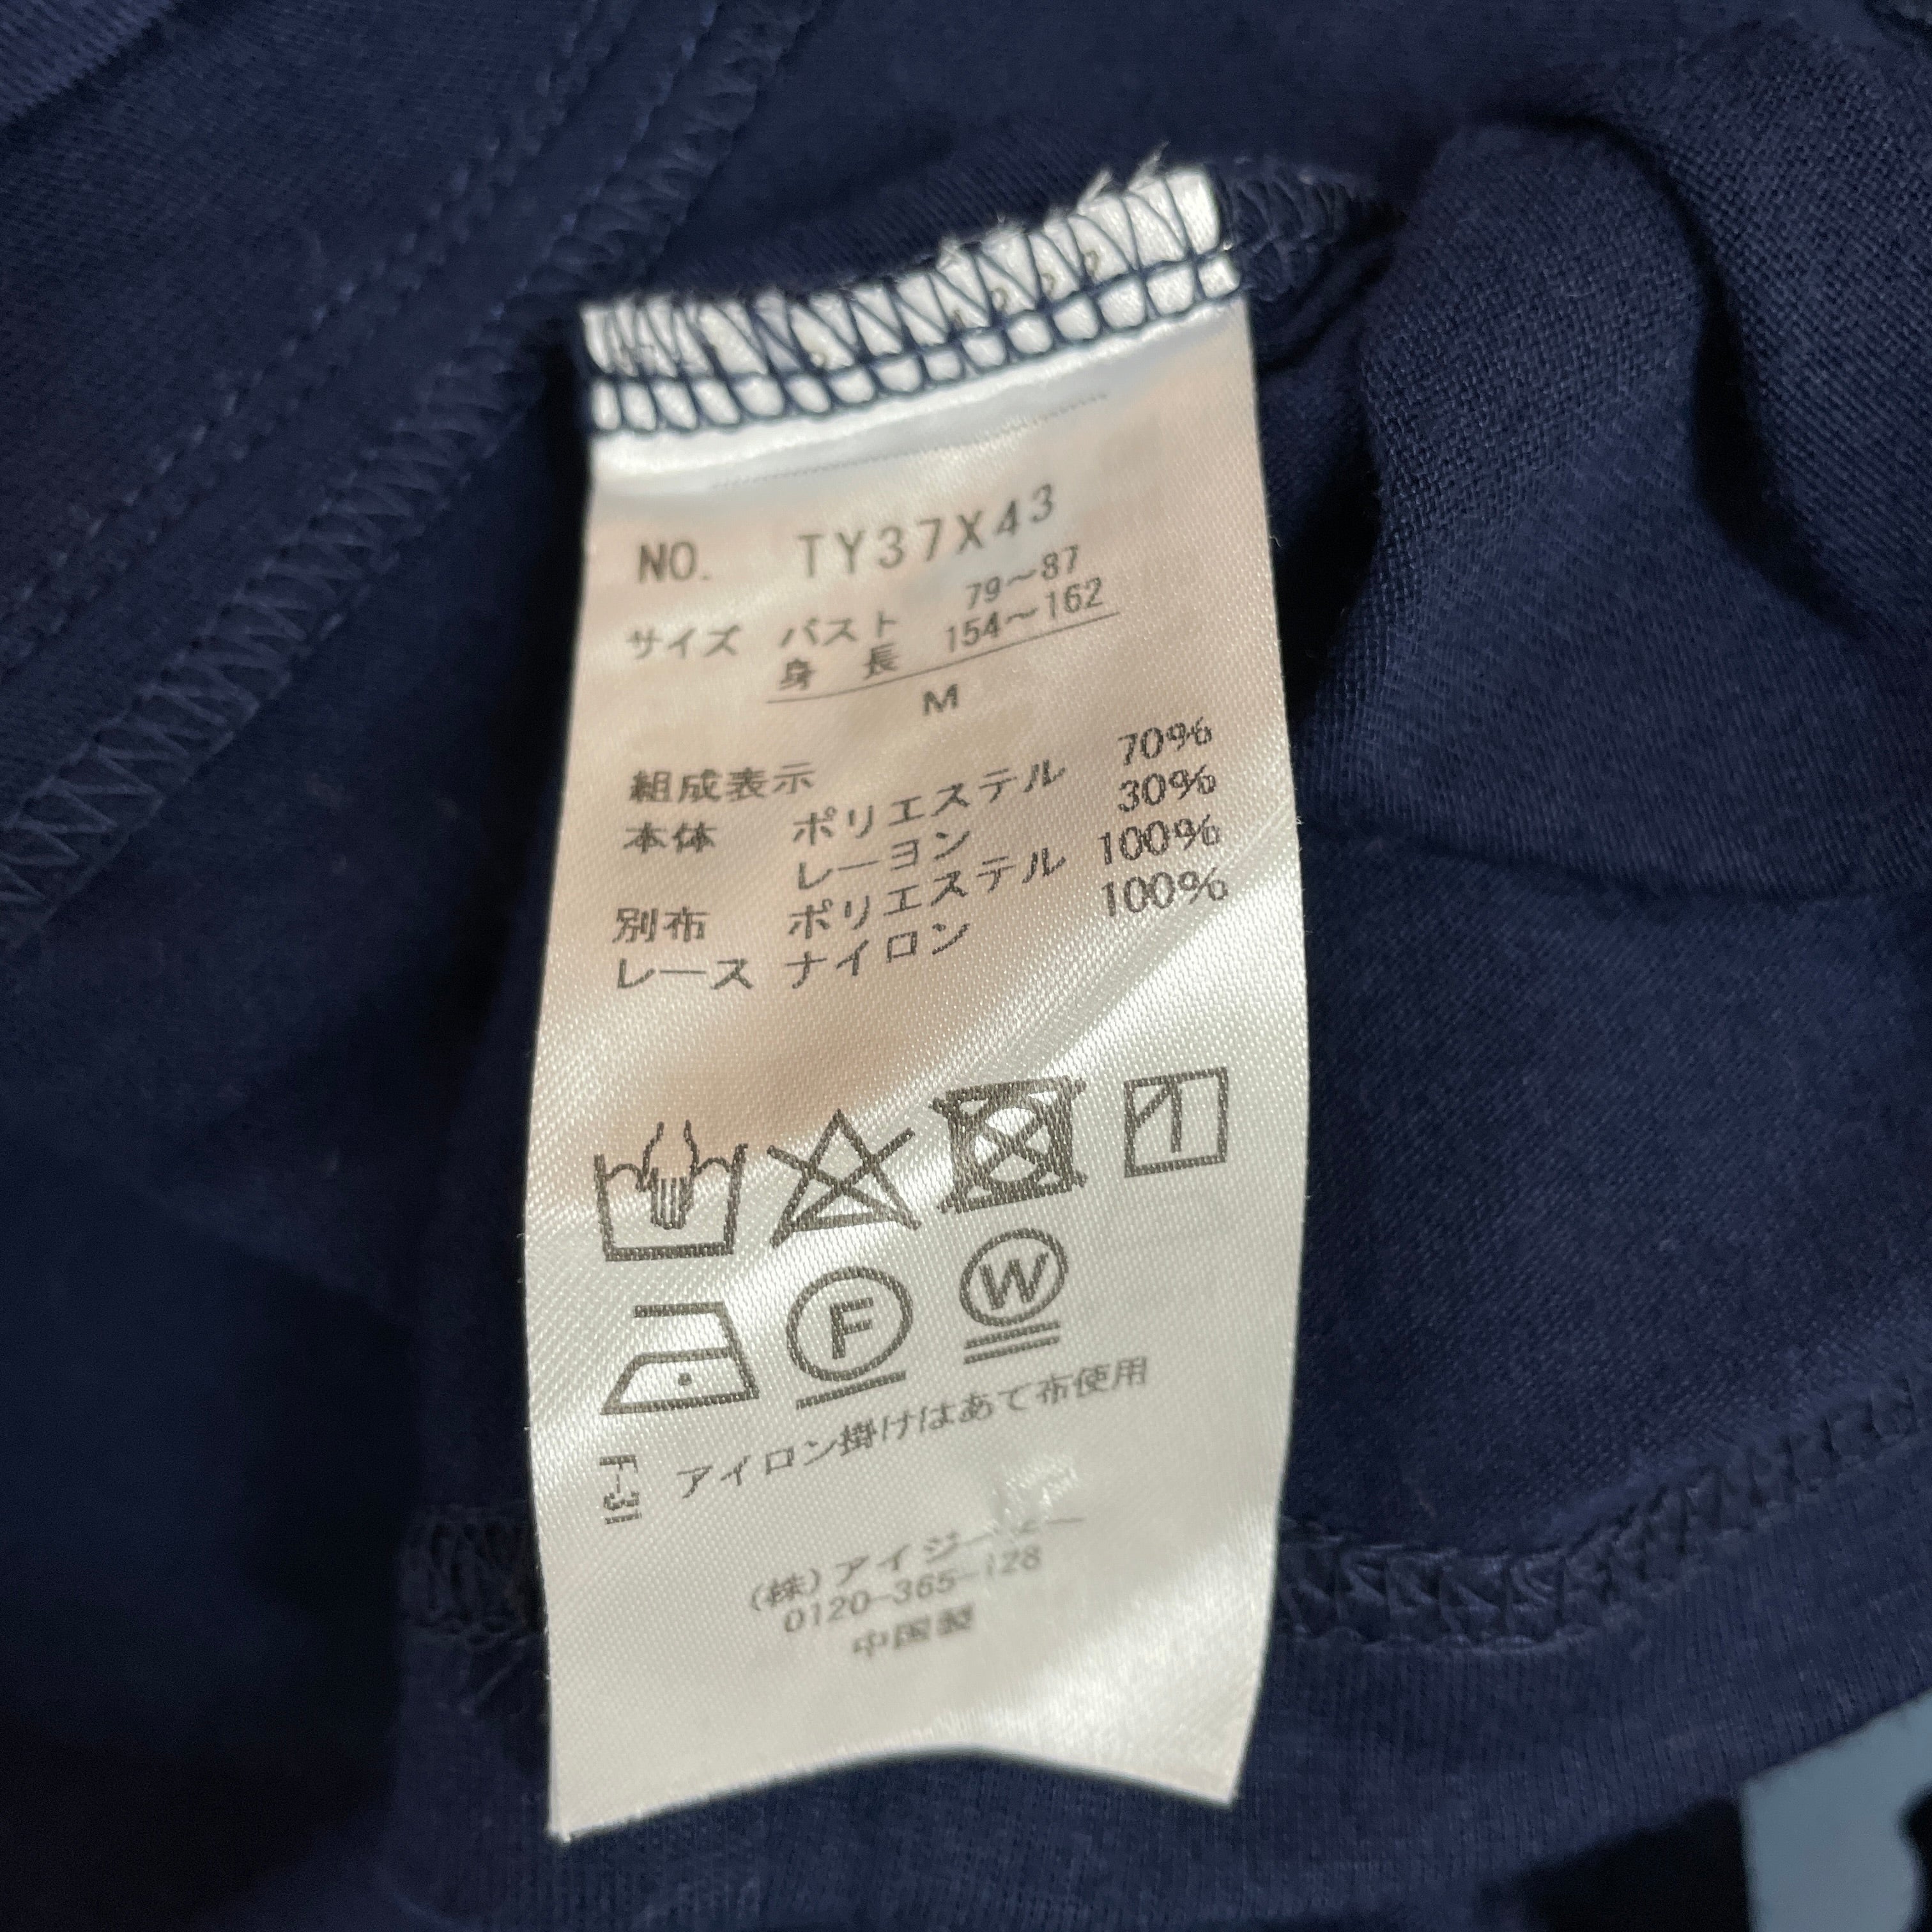 NO. TY37X43
サイズ バスト 79～87
身 長 154～162
M
組成表示
本体 ポリエステル 70%
レーヨン 30%
別布 ポリエステル 100%
レース ナイロン 100%
F
W
アイロン掛けはあて布使用
F-31
(株)アイジー
0120-365-128
中国製